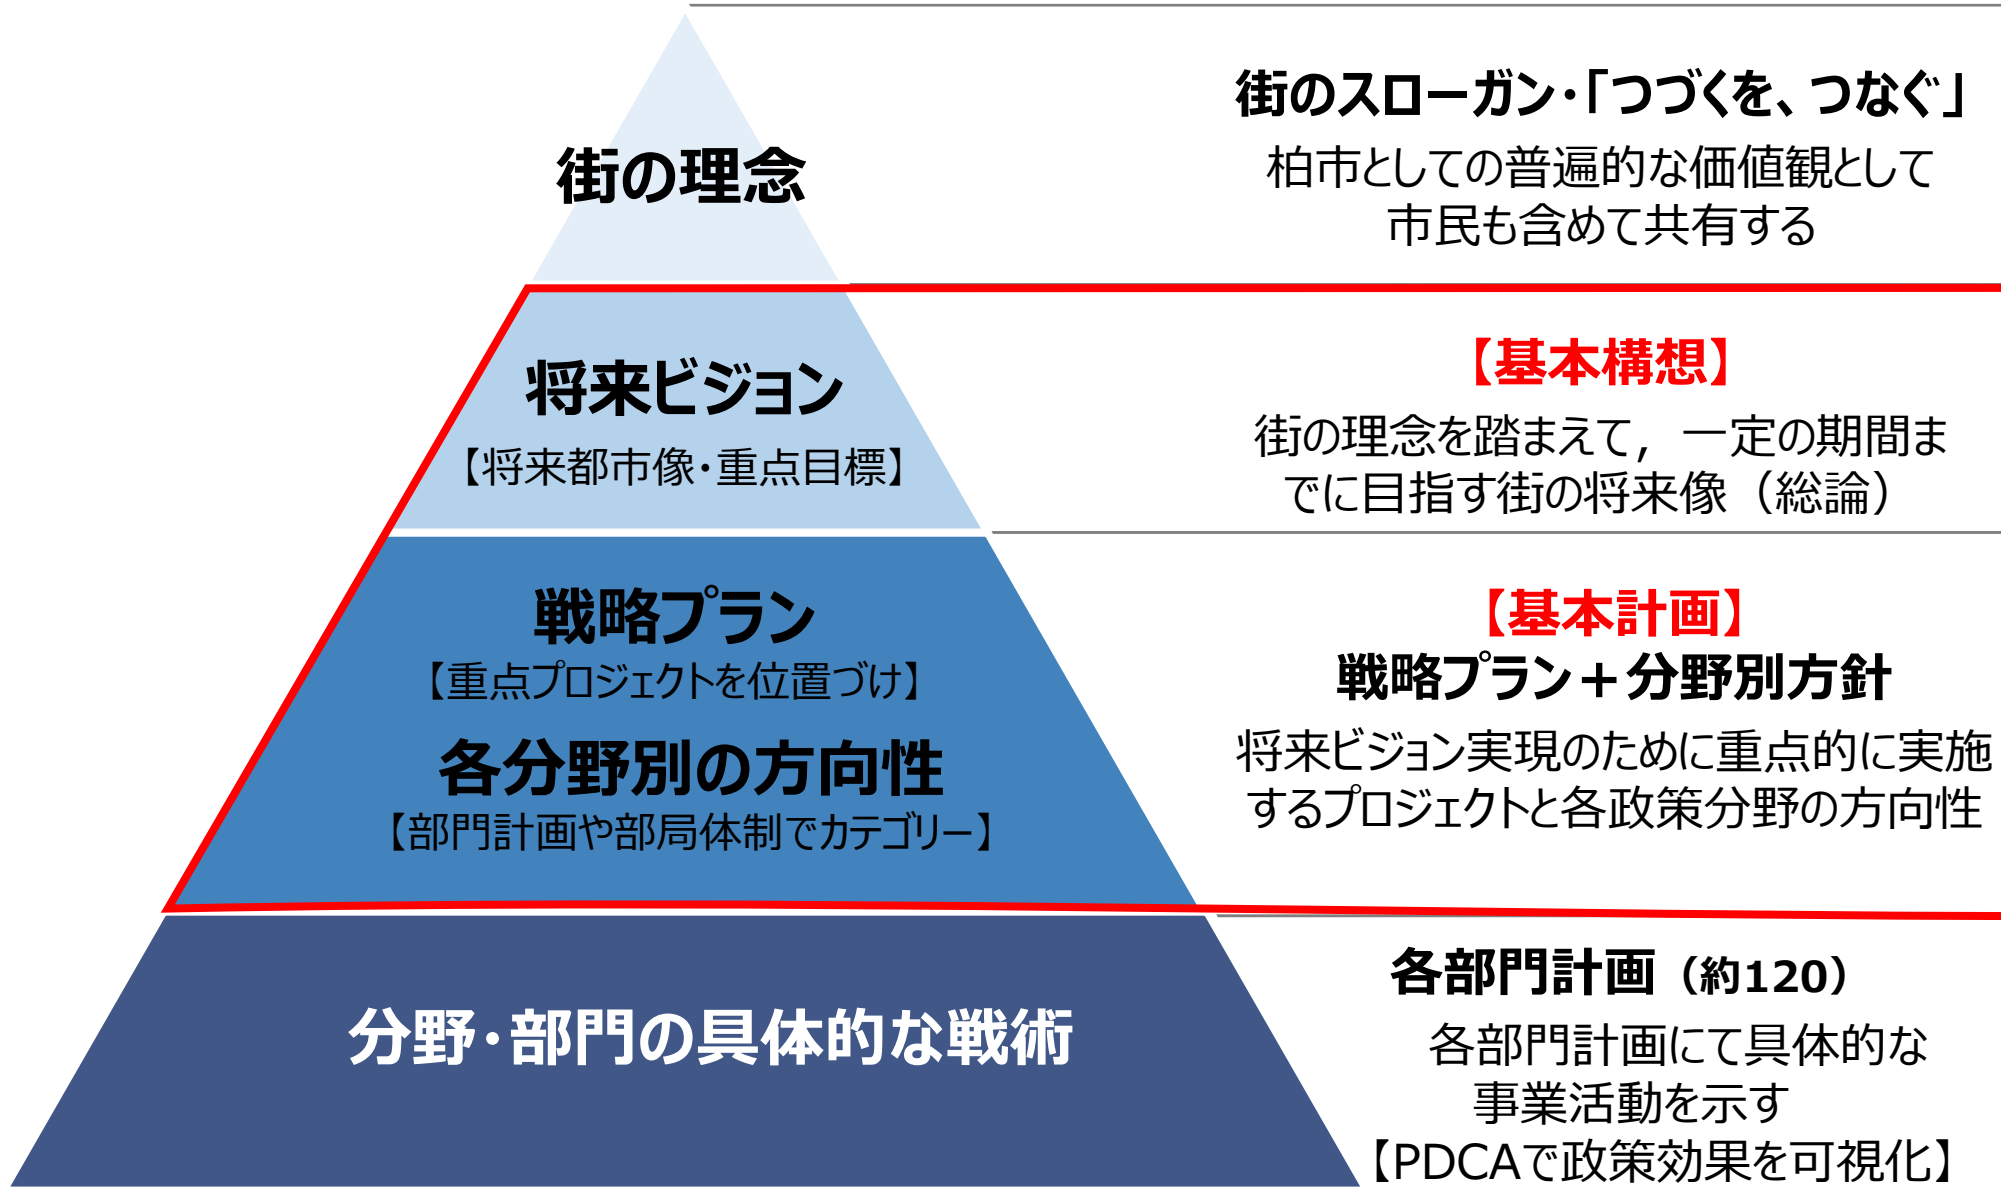 街の理念
街のスローガン・「つづくを、つなぐ」
柏市としての普遍的な価値観として
市民も含めて共有する
将来ビジョン
【将来都市像・重点目標】
【基本構想】
街の理念を踏まえて，一定の期間ま
でに目指す街の将来像（総論）
戦略プラン
【重点プロジェクトを位置づけ】
各分野別の方向性
【部門計画や部局体制でカテゴリー】
【基本計画】
戦略プラン＋分野別方針
将来ビジョン実現のために重点的に実施
するプロジェクトと各政策分野の方向性
分野・部門の具体的な戦術
各部門計画（約120）
各部門計画にて具体的な
事業活動を示す
【PDCAで政策効果を可視化】